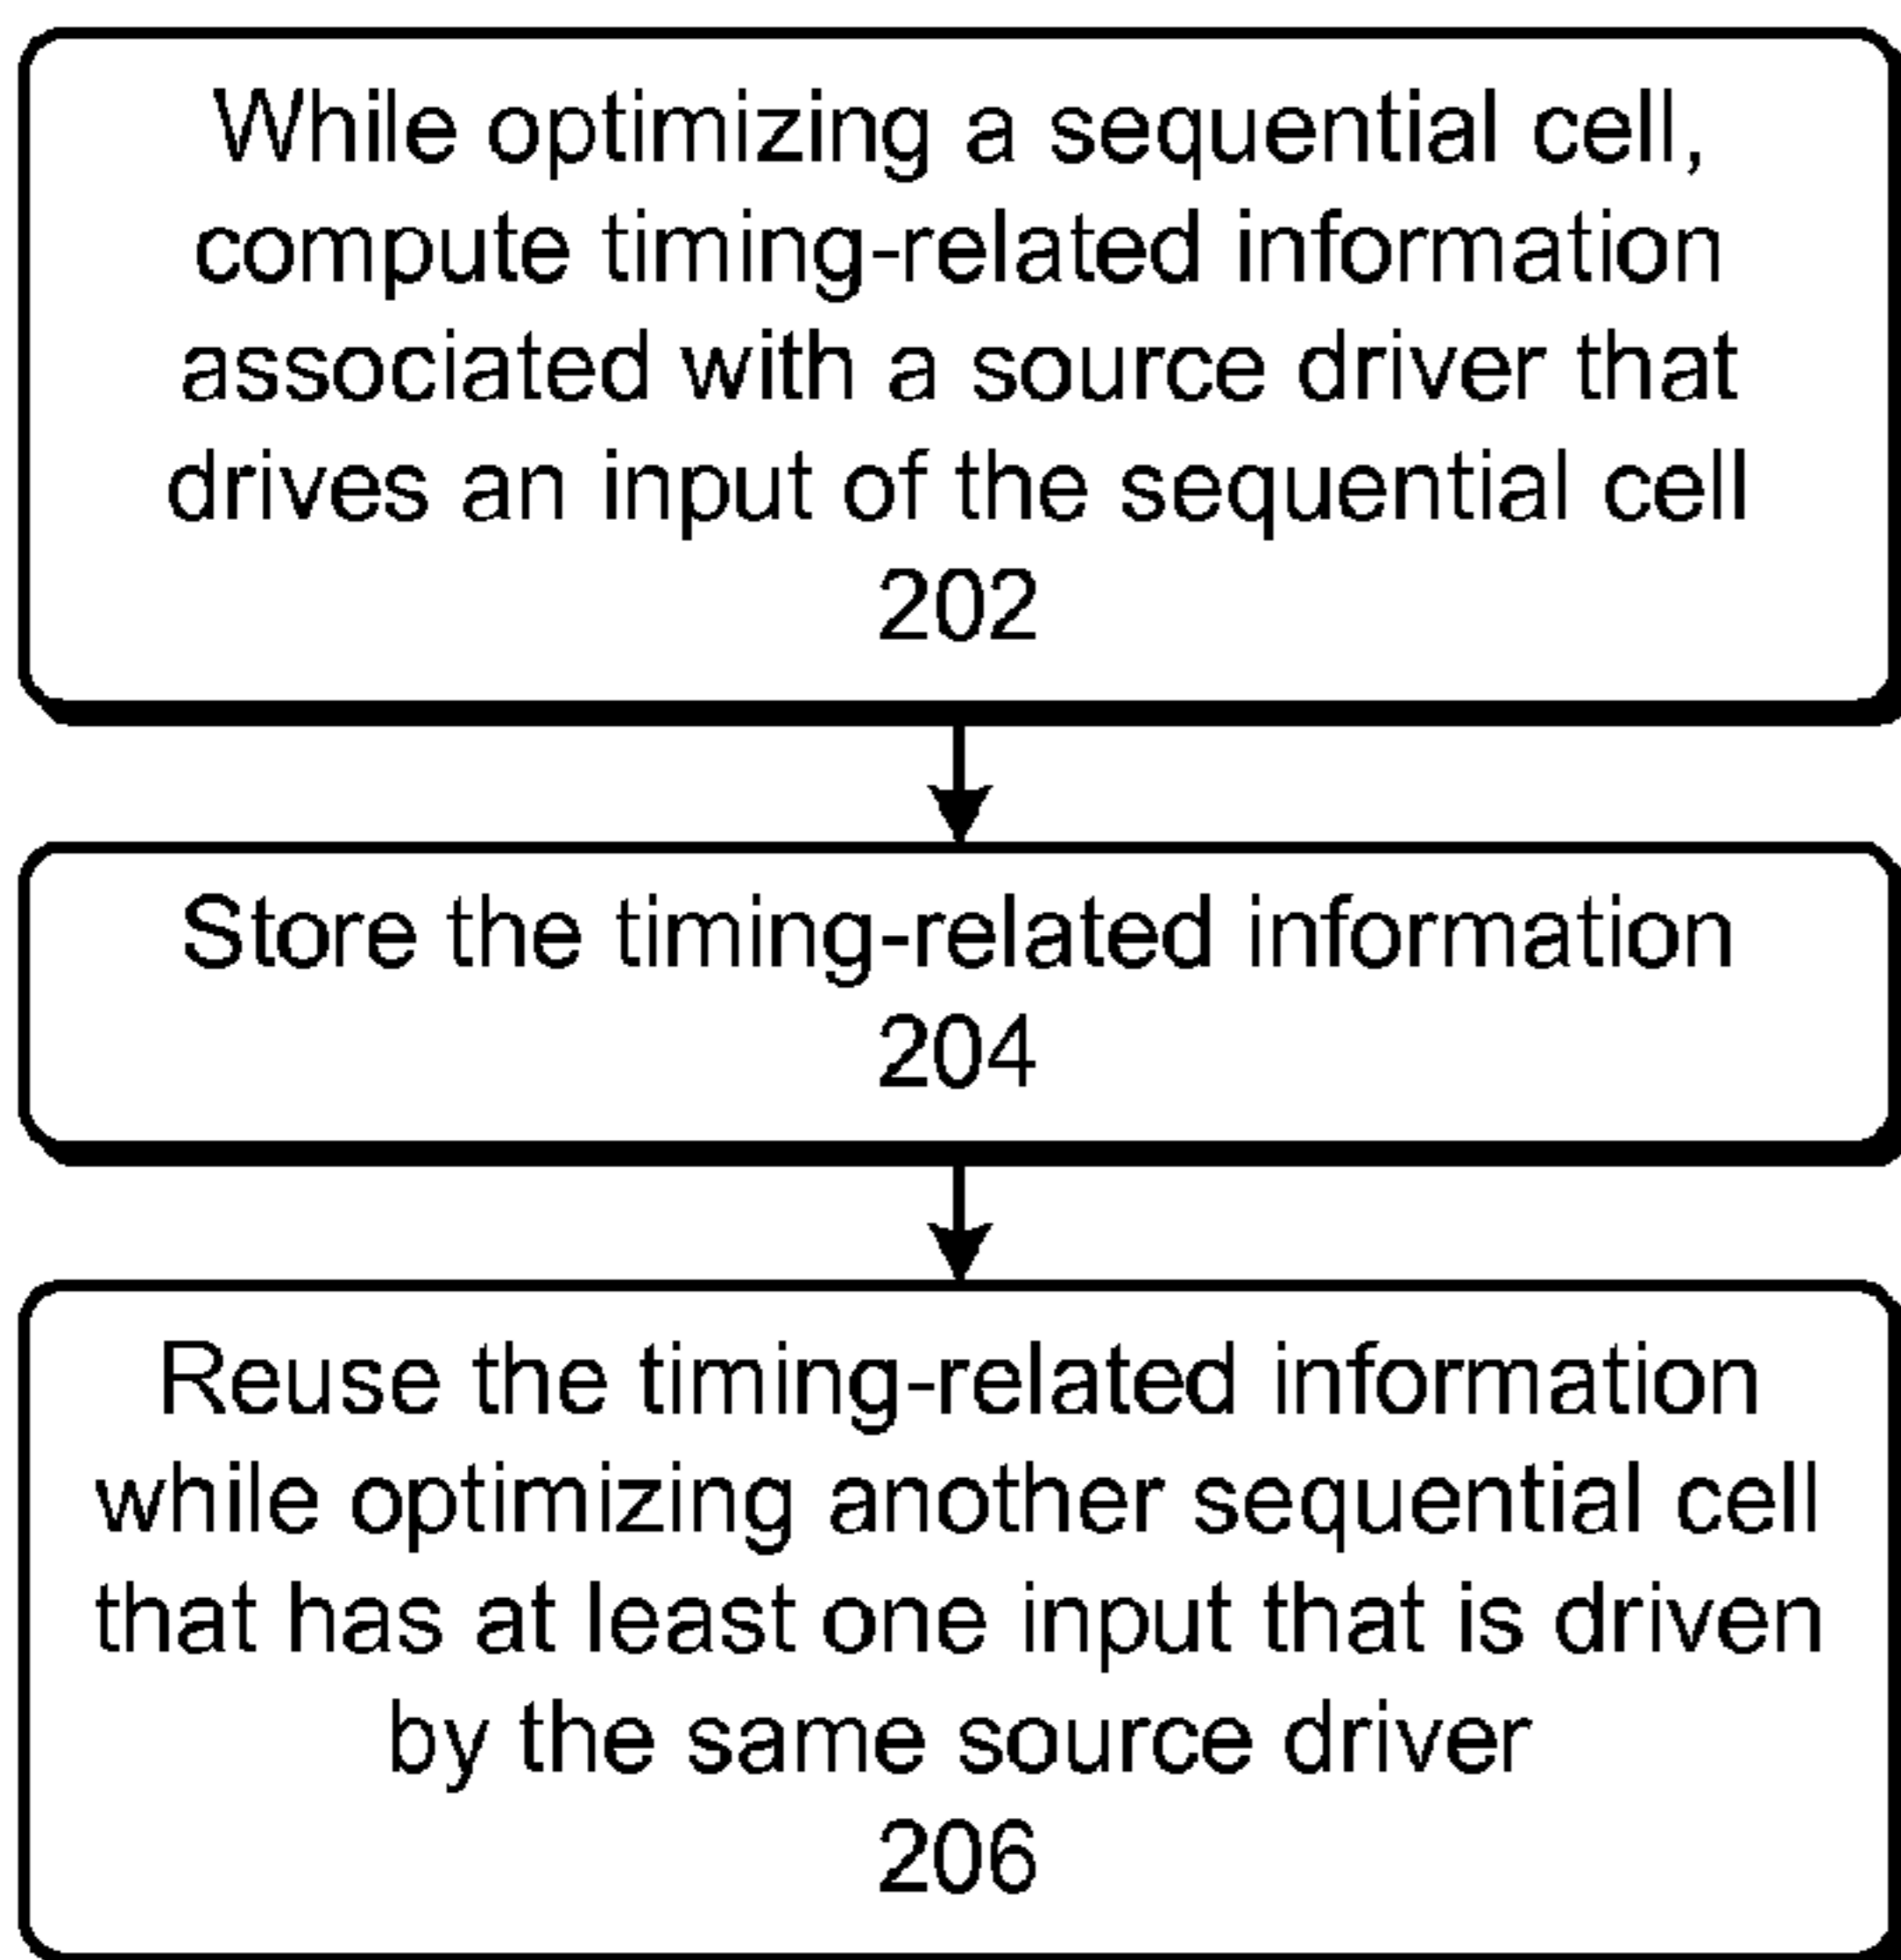 While optimizing a sequential cell,
compute timing-related information
associated with a source driver that
drives an input of the sequential cell
202
Store the timing-related information
204
Reuse the timing-related information
while optimizing another sequential cell
that has at least one input that is driven
by the same source driver
206